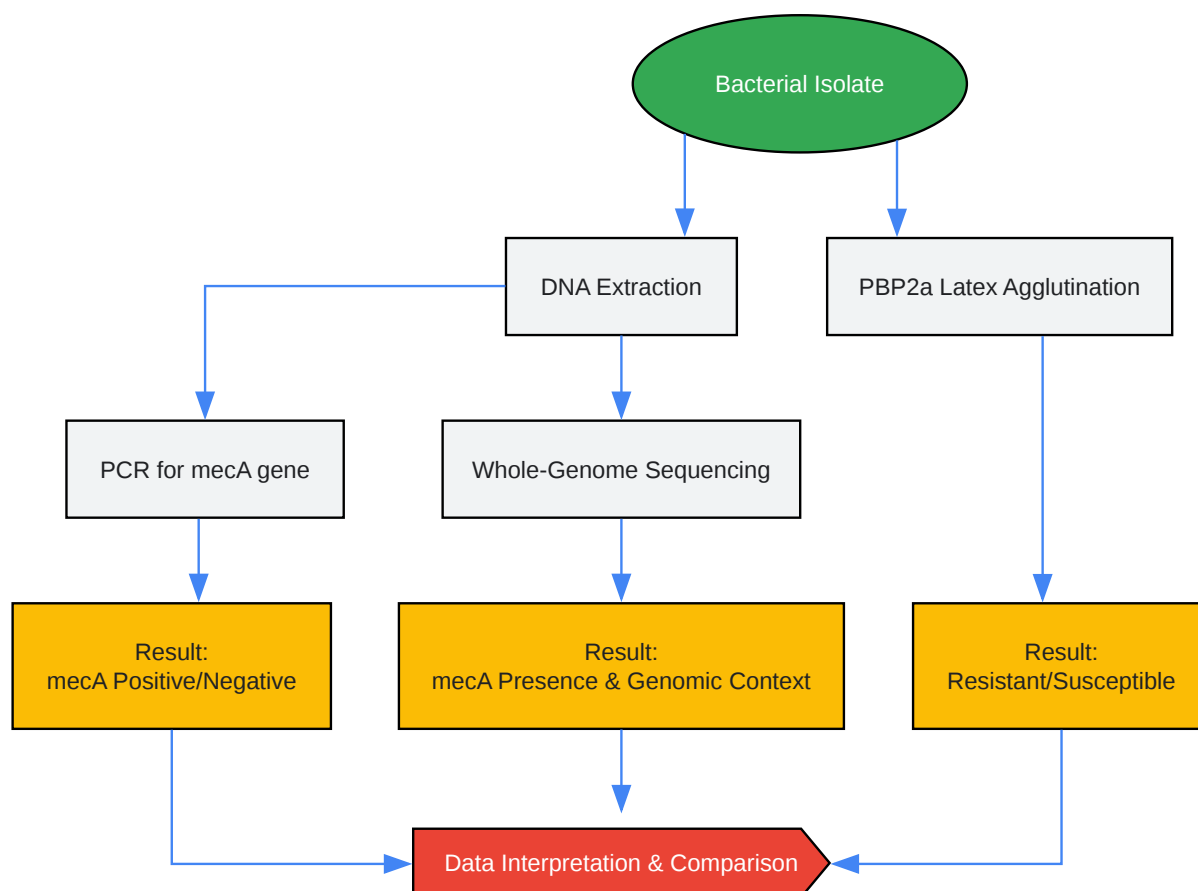 Bacterial Isolate
DNA Extraction
PBP2a Latex Agglutination
PCR for mecA gene
Whole-Genome Sequencing
Result:
mecA Positive/Negative
Result:
mecA Presence & Genomic Context
Result:
Resistant/Susceptible
Data Interpretation & Comparison